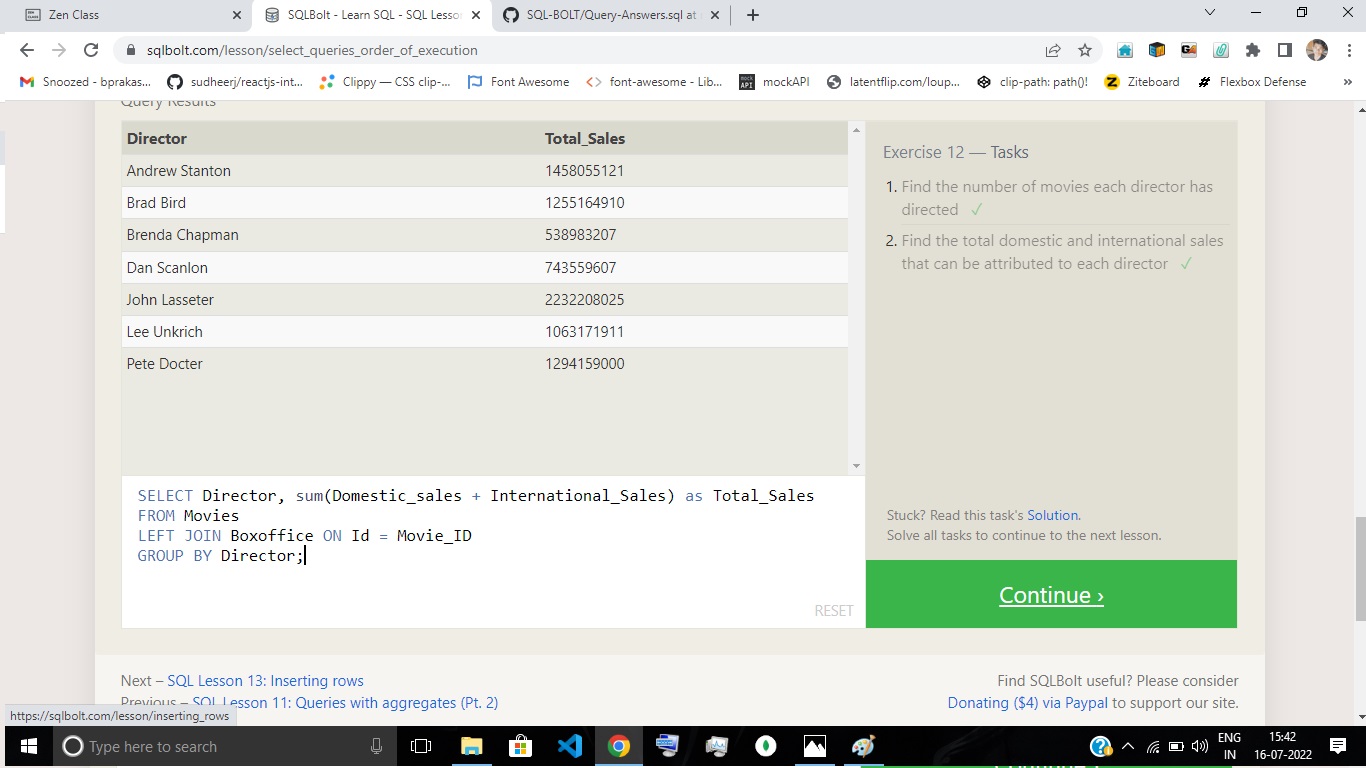 Zen Class
SQLBolt - Learn SQL - SQL Lesso
SQL-BOLT/Query-Answers.sql at
sqlbolt.com/lesson/select_queries_order_of_execution
Snoozed - bprakas...
sudheerj/reactjs-int...
Clippy — CSS clip-...
Font Awesome
font-awesome - Lib...
mockAPI
latentflip.com/loup...
clip-path: path()!
Ziteboard
Flexbox Defense
»
Query Results
Director Total_Sales
Andrew Stanton 1458055121
Brad Bird 1255164910
Brenda Chapman 538983207
Dan Scanlon 743559607
John Lasseter 2232208025
Lee Unkrich 1063171911
Pete Docter 1294159000
SELECT Director, sum(Domestic_sales + International_Sales) as Total_Sales
FROM Movies
LEFT JOIN Boxoffice ON Id = Movie_ID
GROUP BY Director;
RESET
Exercise 12 — Tasks
1. Find the number of movies each director has
directed ✓
2. Find the total domestic and international sales
that can be attributed to each director ✓
Stuck? Read this task's Solution.
Solve all tasks to continue to the next lesson.
Continue ›
Next – SQL Lesson 13: Inserting rows
Previous – SQL Lesson 11: Queries with aggregates (Pt. 2)
Find SQLBolt useful? Please consider
Donating ($4) via Paypal to support our site.
https://sqlbolt.com/lesson/inserting_rows
Type here to search
ENG
IN
15:42
16-07-2022